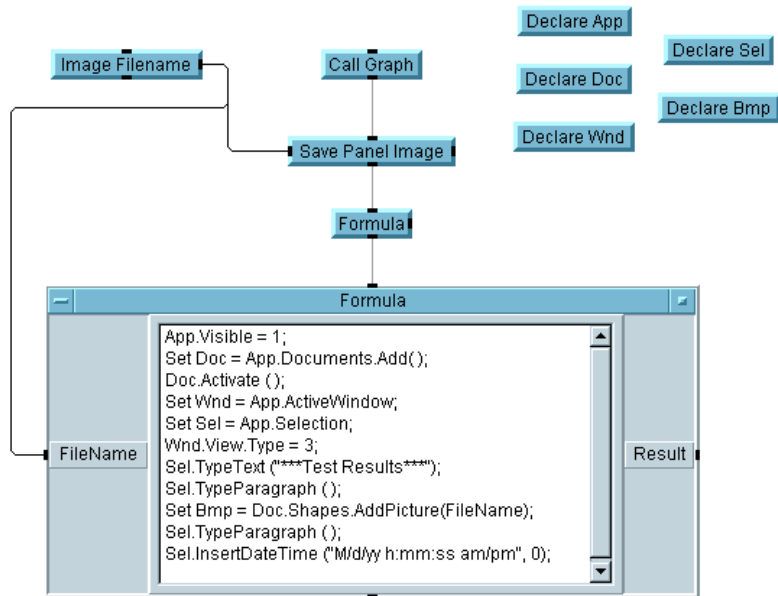 Declare App
Image Filename
Call Graph
Declare Sel
Declare Doc
Declare Bmp
Declare Wnd
Save Panel Image
Formula
Formula
App.Visible = 1;
Set Doc = App.Documents.Add( );
Doc.Activate ( );
Set Wnd = App.ActiveWindow;
Set Sel = App.Selection;
Wnd.View.Type = 3;
FileName
Result
Sel.TypeText ("***Test Results***");
Sel.TypeParagraph ( );
Set Bmp = Doc.Shapes.AddPicture(FileName);
Sel.TypeParagraph ( );
Sel.InsertDateTime ("M/d/yy h:mm:ss am/pm", 0);